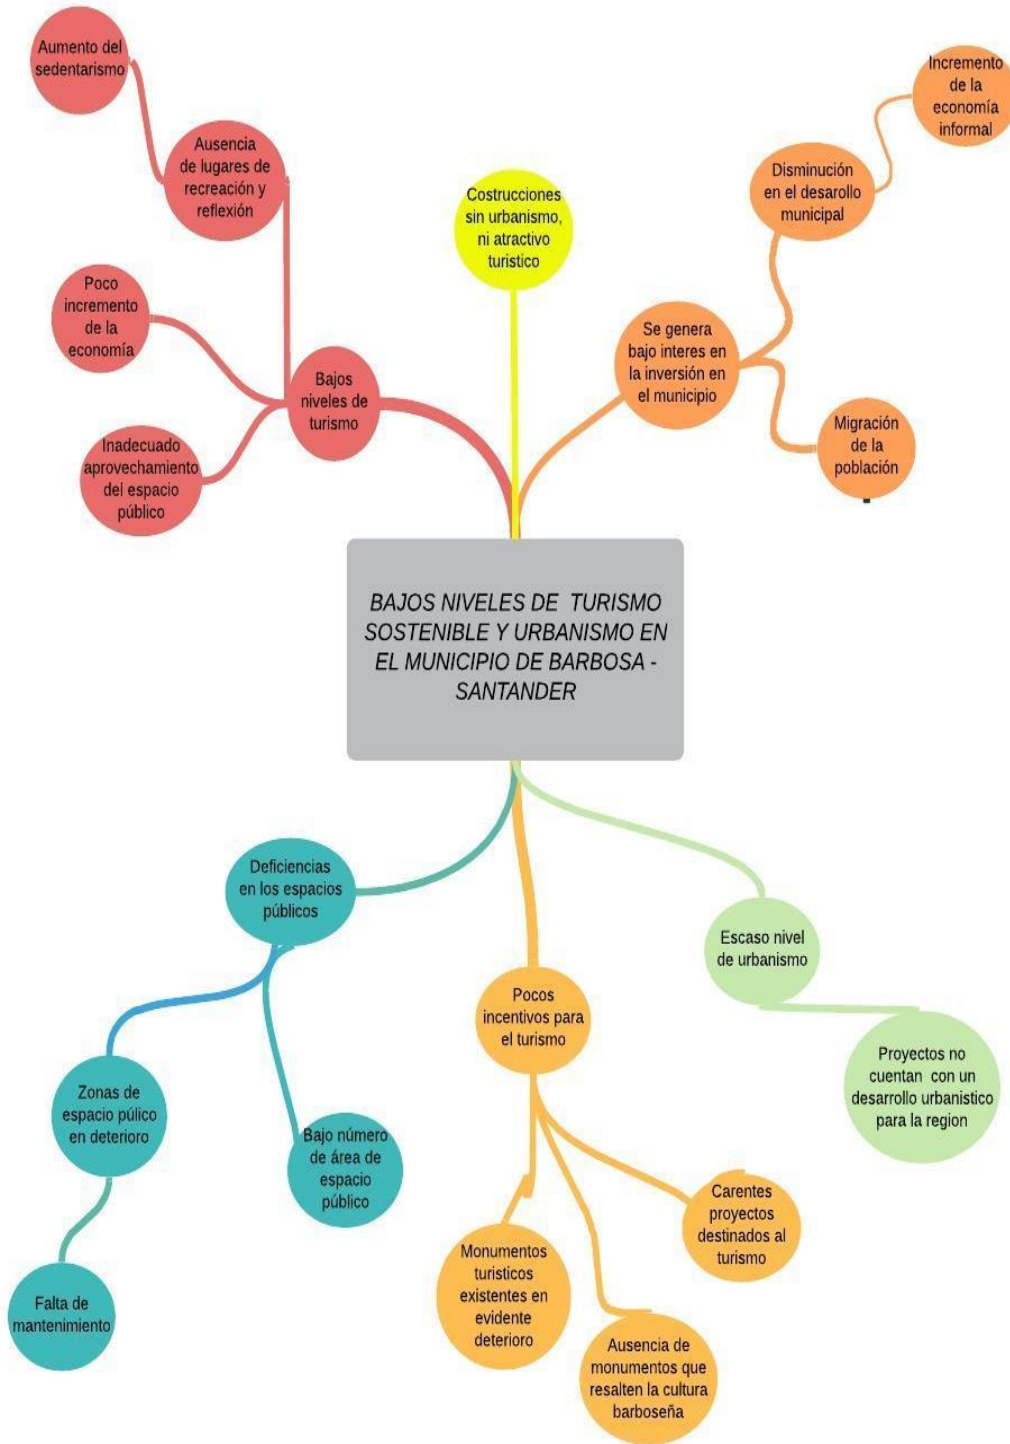 Aumento del
sedentarismo
Ausencia
de lugares de
recreación y
reflexión
Poco
incremento
de la
economía
Bajos
niveles de
turismo
Inadecuado
aprovechamiento
del espacio
público
Costrucciones
sin urbanismo,
ni atractivo
turistico
Incremento
de la
economía
informal
Disminución
en el desarollo
municipal
Se genera
bajo interes en
la inversión en
el municipio
Migración
de la
población
BAJOS NIVELES DE TURISMO
SOSTENIBLE Y URBANISMO EN
EL MUNICIPIO DE BARBOSA -
SANTANDER
Deficiencias
en los espacios
públicos
Zonas de
espacio púlico
en deterioro
Bajo número
de área de
espacio
público
Falta de
mantenimiento
Pocos
incentivos para
el turismo
Monumentos
turisticos
existentes en
evidente
deterioro
Ausencia de
monumentos que
resalten la cultura
barboseña
Carentes
proyectos
destinados al
turismo
Escaso nivel
de urbanismo
Proyectos no
cuentan con un
desarrollo urbanistico
para la region